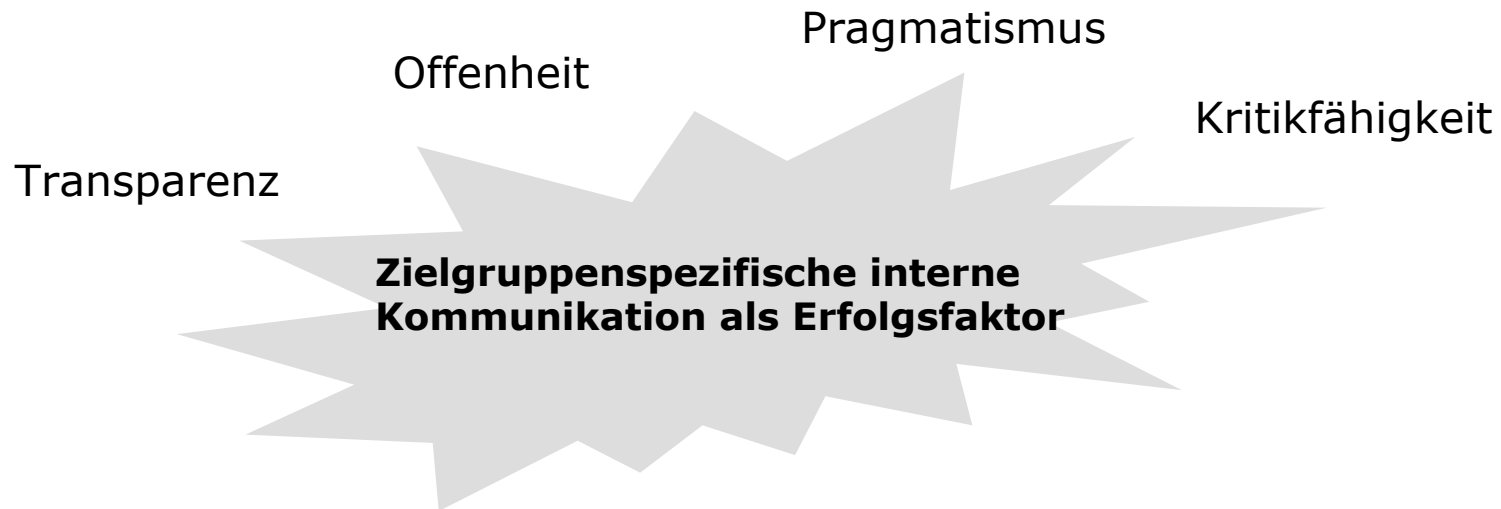 Pragmatismus
Offenheit
Kritikfähigkeit
Transparenz
Zielgruppenspezifische interne
Kommunikation als Erfolgsfaktor